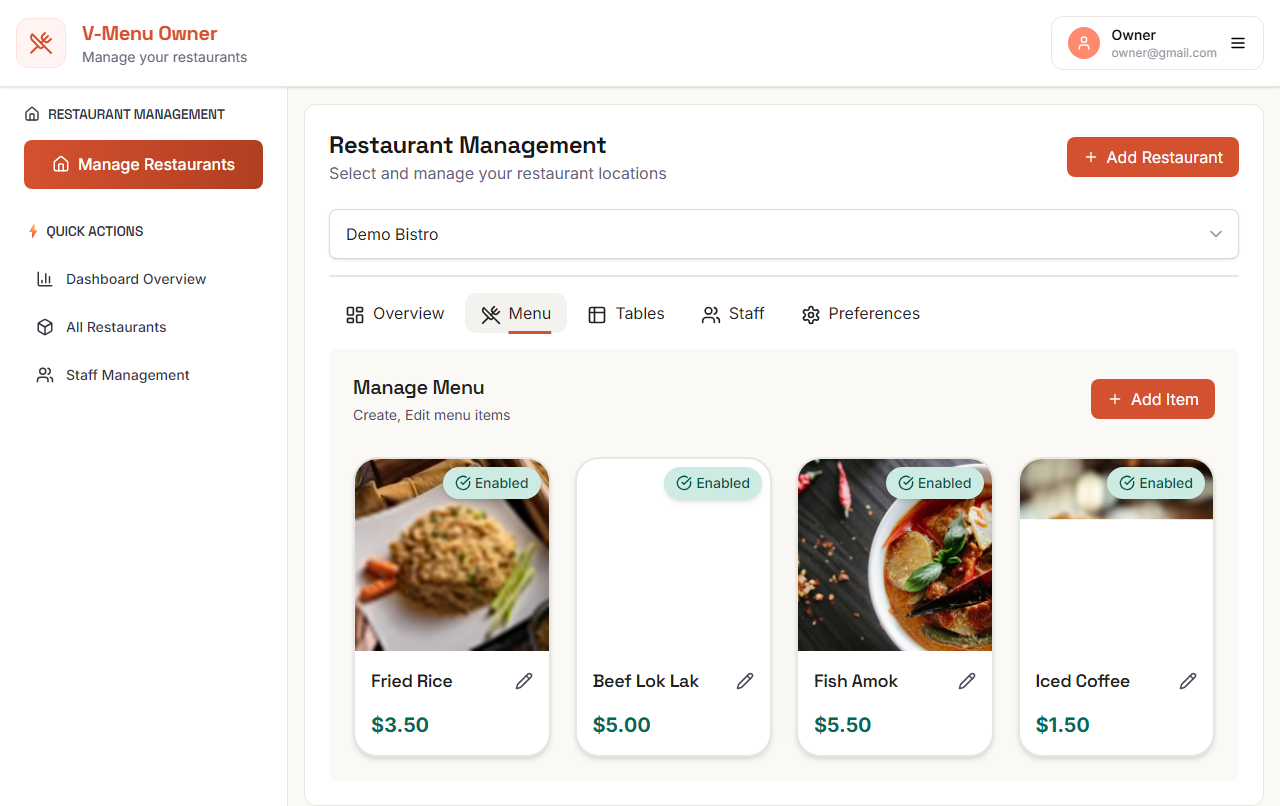 V-Menu Owner
Manage your restaurants
Owner
owner@gmail.com
RESTAURANT MANAGEMENT
Manage Restaurants
QUICK ACTIONS
Dashboard Overview
All Restaurants
Staff Management
Restaurant Management
Select and manage your restaurant locations
+ Add Restaurant
Demo Bistro
Overview Menu Tables Staff Preferences
Manage Menu
Create, Edit menu items
+ Add Item
Enabled Enabled Enabled Enabled
Fried Rice Beef Lok Lak Fish Amok Iced Coffee
$3.50 $5.00 $5.50 $1.50